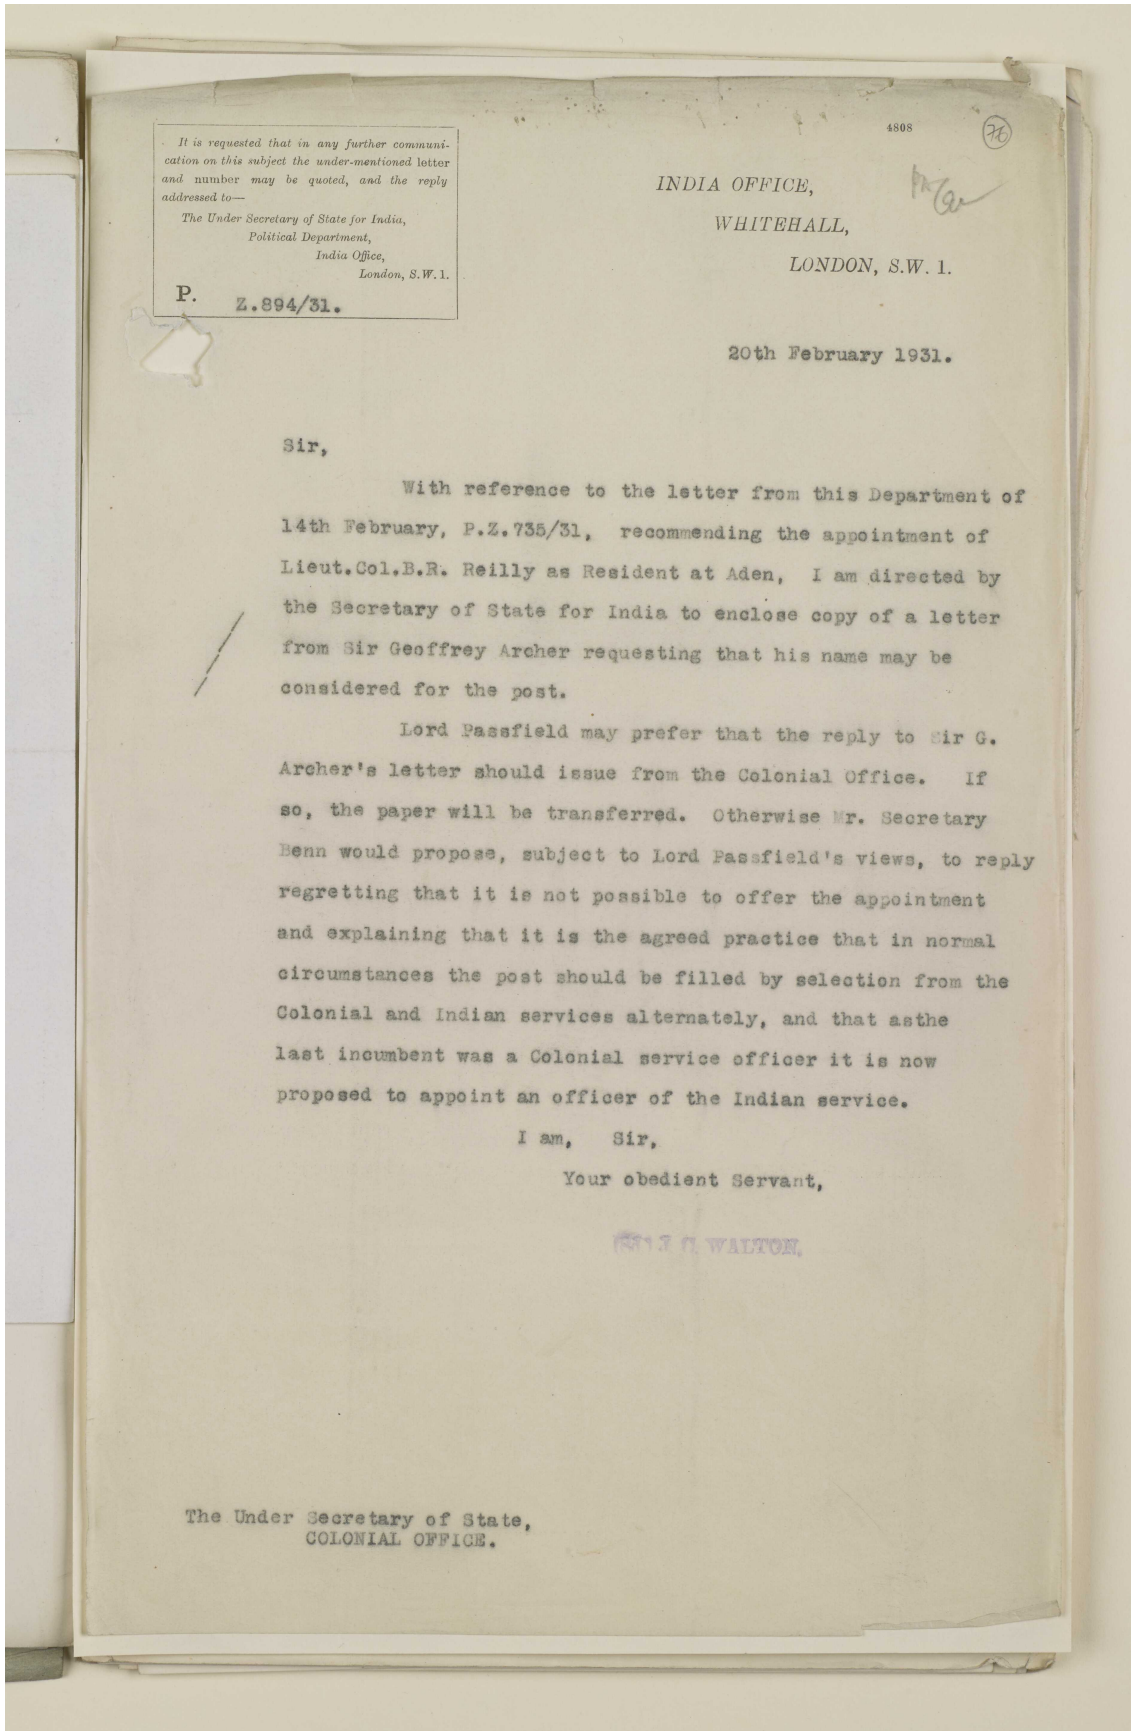 4808
76
It is requested that in any further communi-
cation on this subject the under-mentioned letter
and number may be quoted, and the reply
addressed to—
The Under Secretary of State for India,
Political Department,
India Office,
London, S.W. 1.
P. Z.894/31.
INDIA OFFICE,
WHITEHALL,
LONDON, S.W. 1.
20th February 1931.
Sir,
With reference to the letter from this Department of
14th February, P.Z.735/31, recommending the appointment of
Lieut.Col.B.R. Reilly as Resident at Aden, I am directed by
the Secretary of State for India to enclose copy of a letter
from Sir Geoffrey Archer requesting that his name may be
considered for the post.
Lord Passfield may prefer that the reply to Sir G.
Archer's letter should issue from the Colonial Office. If
so, the paper will be transferred. Otherwise Mr. Secretary
Benn would propose, subject to Lord Passfield's views, to reply
regretting that it is not possible to offer the appointment
and explaining that it is the agreed practice that in normal
circumstances the post should be filled by selection from the
Colonial and Indian services alternately, and that asthe
last incumbent was a Colonial service officer it is now
proposed to appoint an officer of the Indian service.
I am, Sir,
Your obedient Servant,
WALTON.
The Under Secretary of State,
COLONIAL OFFICE.